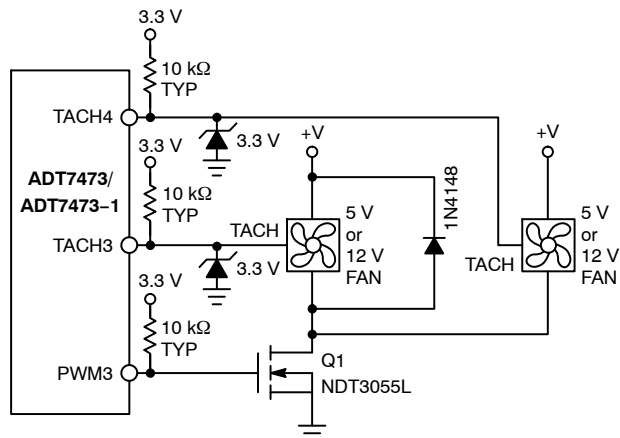 3.3 V
10 kΩ
TYP
TACH4
3.3 V
3.3 V
+V
+V
1N4148
ADT7473/
ADT7473–1
10 kΩ
TYP
TACH
5 V
or
12 V
FAN
5 V
or
12 V
FAN
TACH3
TACH
3.3 V
3.3 V
10 kΩ
TYP
PWM3
Q1
NDT3055L